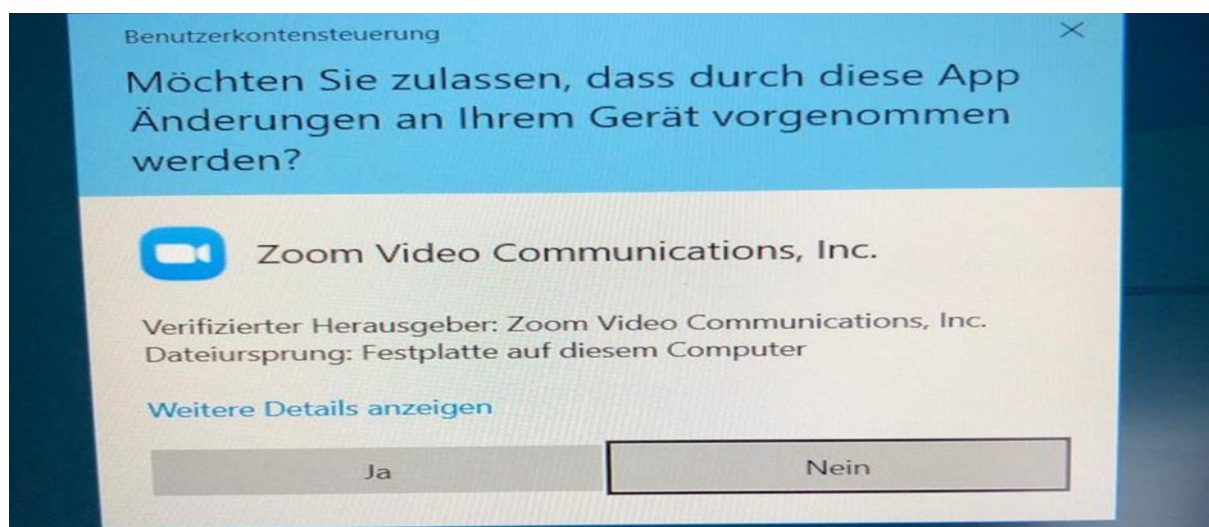 Benutzerkontensteuerung
Möchten Sie zulassen, dass durch diese App
Änderungen an Ihrem Gerät vorgenommen
werden?
Zoom Video Communications, Inc.
Verifizierter Herausgeber: Zoom Video Communications, Inc.
Dateiursprung: Festplatte auf diesem Computer
Weitere Details anzeigen
Ja Nein